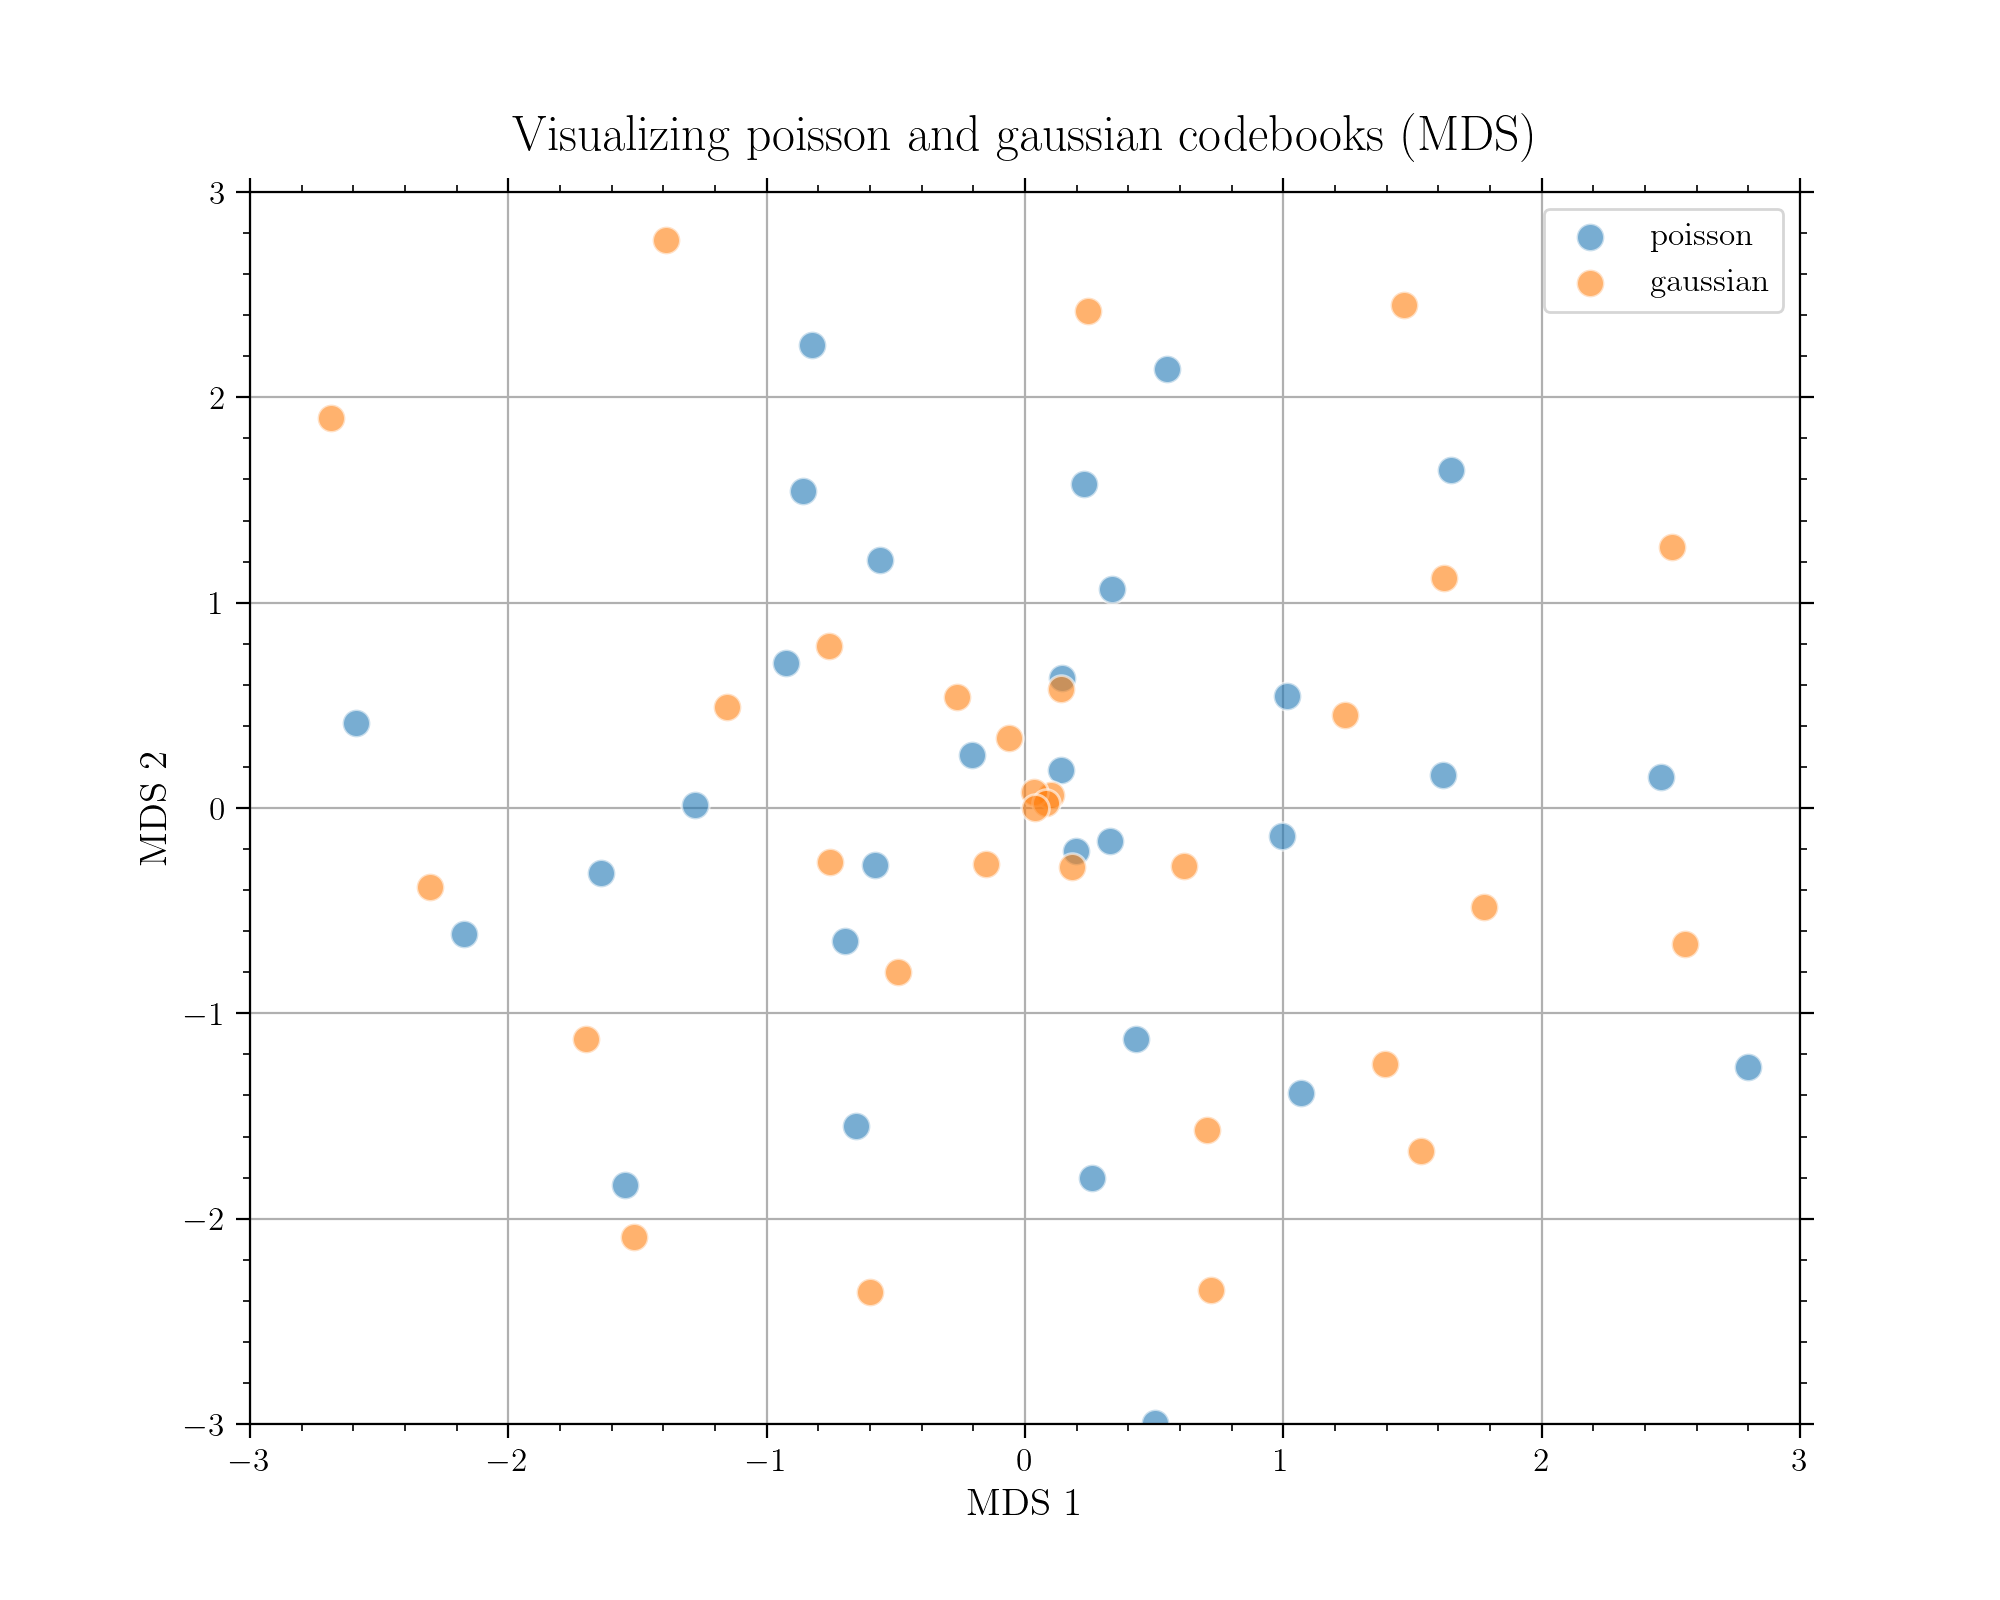 Visualizing poisson and gaussian codebooks (MDS)
poisson
gaussian
3
2
1
0
−1
−2
−3
MDS 2
−3 −2 −1 0 1 2 3
MDS 1